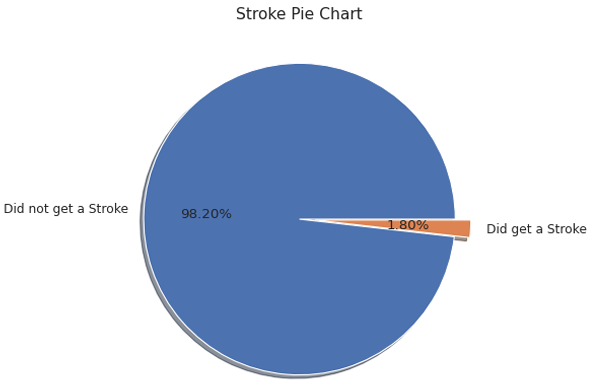 Stroke Pie Chart
Did not get a Stroke
98.20%
1.80%
Did get a Stroke